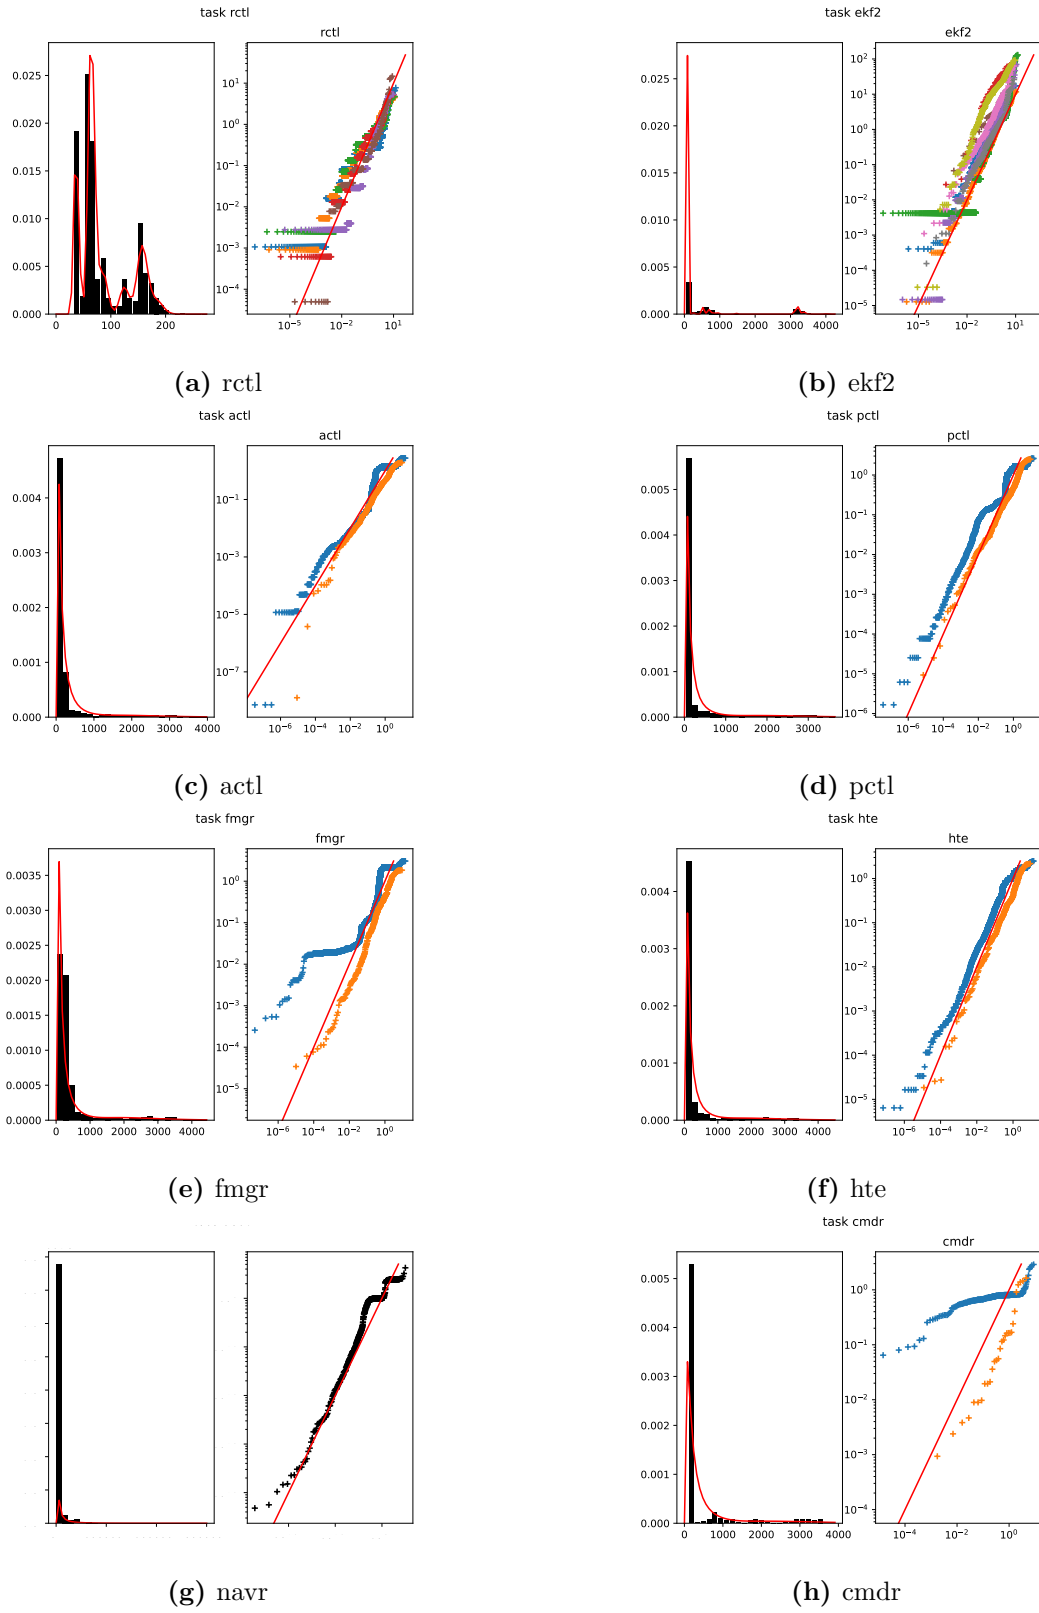 task rctl
rctl
0.025
0.020
0.015
0.010
0.005
0.000
0 100 200
10^1
10^0
10^-1
10^-2
10^-3
10^-4
10^-5 10^-2 10^1
(a) rctl
task ekf2
ekf2
0.025
0.020
0.015
0.010
0.005
0.000
0 1000 2000 3000 4000
10^2
10^1
10^0
10^-1
10^-2
10^-3
10^-4
10^-5
10^-5 10^-2 10^1
(b) ekf2
task actl
actl
0.004
0.003
0.002
0.001
0.000
0 1000 2000 3000 4000
10^-1
10^-3
10^-5
10^-7
10^-6 10^-4 10^-2 10^0
(c) actl
task pctl
pctl
0.005
0.004
0.003
0.002
0.001
0.000
0 1000 2000 3000
10^0
10^-1
10^-2
10^-3
10^-4
10^-5
10^-6
10^-6 10^-4 10^-2 10^0
(d) pctl
task fmgr
fmgr
0.0035
0.0030
0.0025
0.0020
0.0015
0.0010
0.0005
0.0000
0 1000 2000 3000 4000
10^0
10^-1
10^-2
10^-3
10^-4
10^-5
10^-6 10^-4 10^-2 10^0
(e) fmgr
task hte
hte
0.004
0.003
0.002
0.001
0.000
0 1000 2000 3000 4000
10^0
10^-1
10^-2
10^-3
10^-4
10^-5
10^-6 10^-4 10^-2 10^0
(f) hte
(g) navr
task cmdr
cmdr
0.005
0.004
0.003
0.002
0.001
0.000
0 1000 2000 3000 4000
10^0
10^-1
10^-2
10^-3
10^-4
10^-4 10^-2 10^0
(h) cmdr